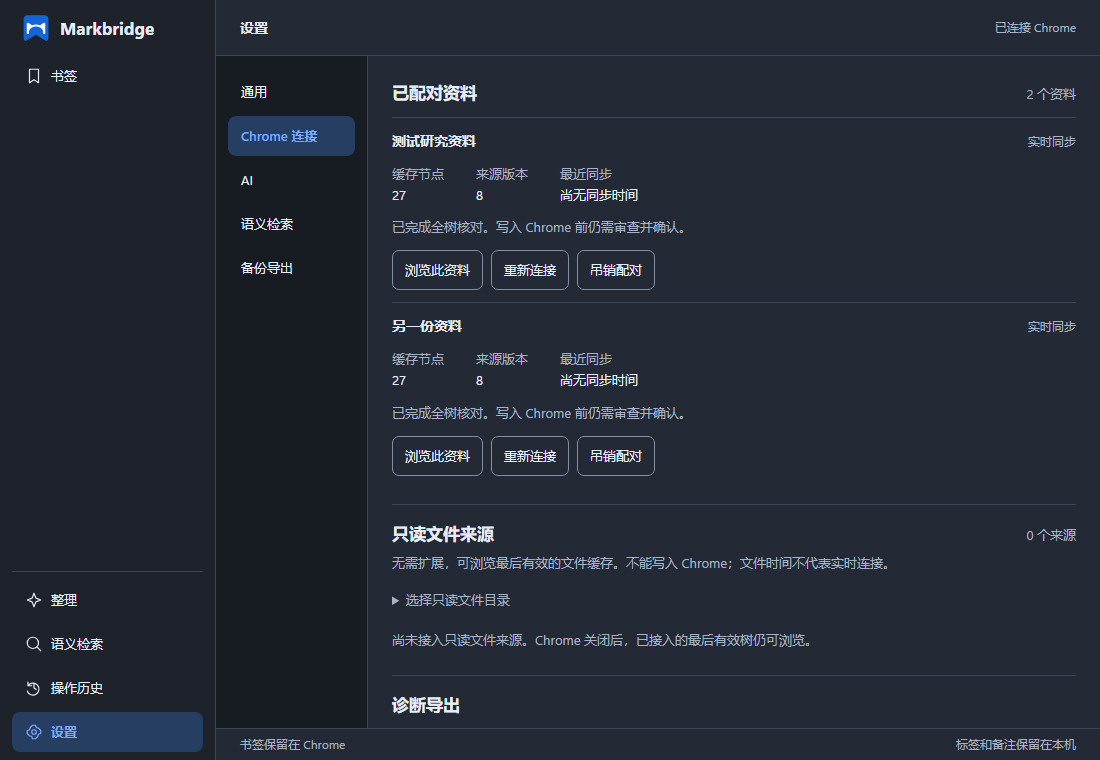 Markbridge
书签
整理
语义检索
操作历史
设置
设置
已连接 Chrome
通用
Chrome 连接
AI
语义检索
备份导出
已配对资料
2 个资料
测试研究资料
实时同步
缓存节点 来源版本 最近同步
27 8 尚无同步时间
已完成全树核对。写入 Chrome 前仍需审查并确认。
浏览此资料 重新连接 吊销配对
另一份资料
实时同步
缓存节点 来源版本 最近同步
27 8 尚无同步时间
已完成全树核对。写入 Chrome 前仍需审查并确认。
浏览此资料 重新连接 吊销配对
只读文件来源
0 个来源
无需扩展，可浏览最后有效的文件缓存。不能写入 Chrome；文件时间不代表实时连接。
选择只读文件目录
尚未接入只读文件来源。Chrome 关闭后，已接入的最后有效树仍可浏览。
诊断导出
书签保留在 Chrome
标签和备注保留在本机